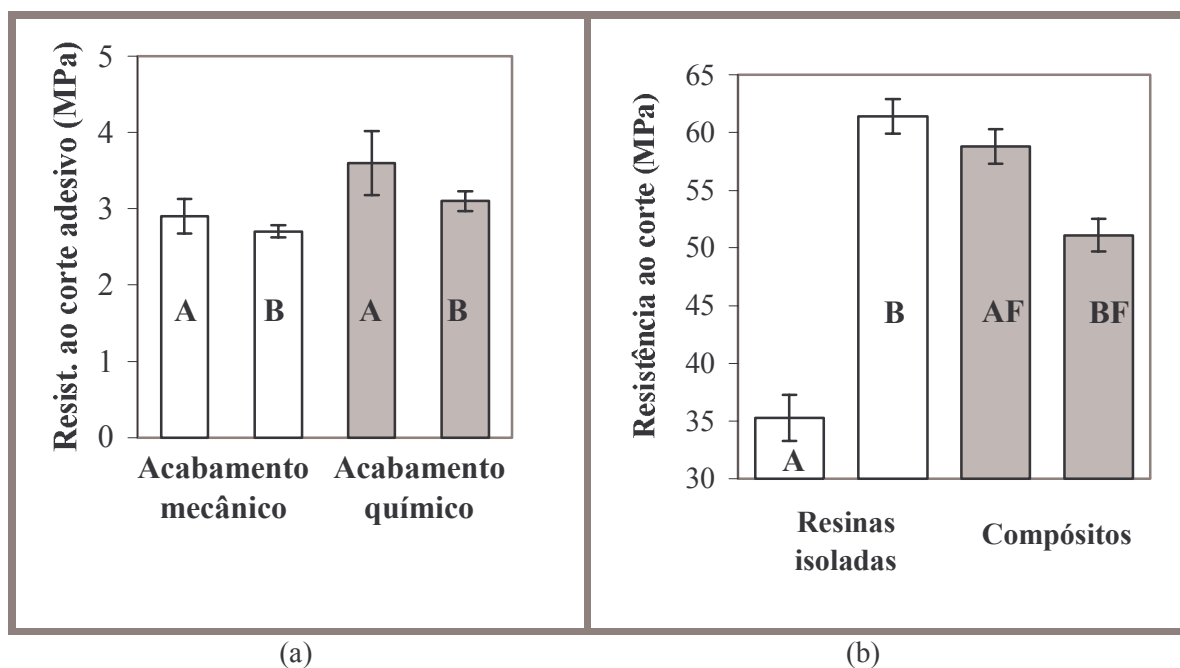 Resist. ao corte adesivo (MPa)
5
4
3
2
1
0
A
B
A
B
Acabamento
mecânico
Acabamento
químico
(a)
Resistência ao corte (MPa)
65
60
55
50
45
40
35
30
A
B
AF
BF
Resinas
isoladas
Compósitos
(b)